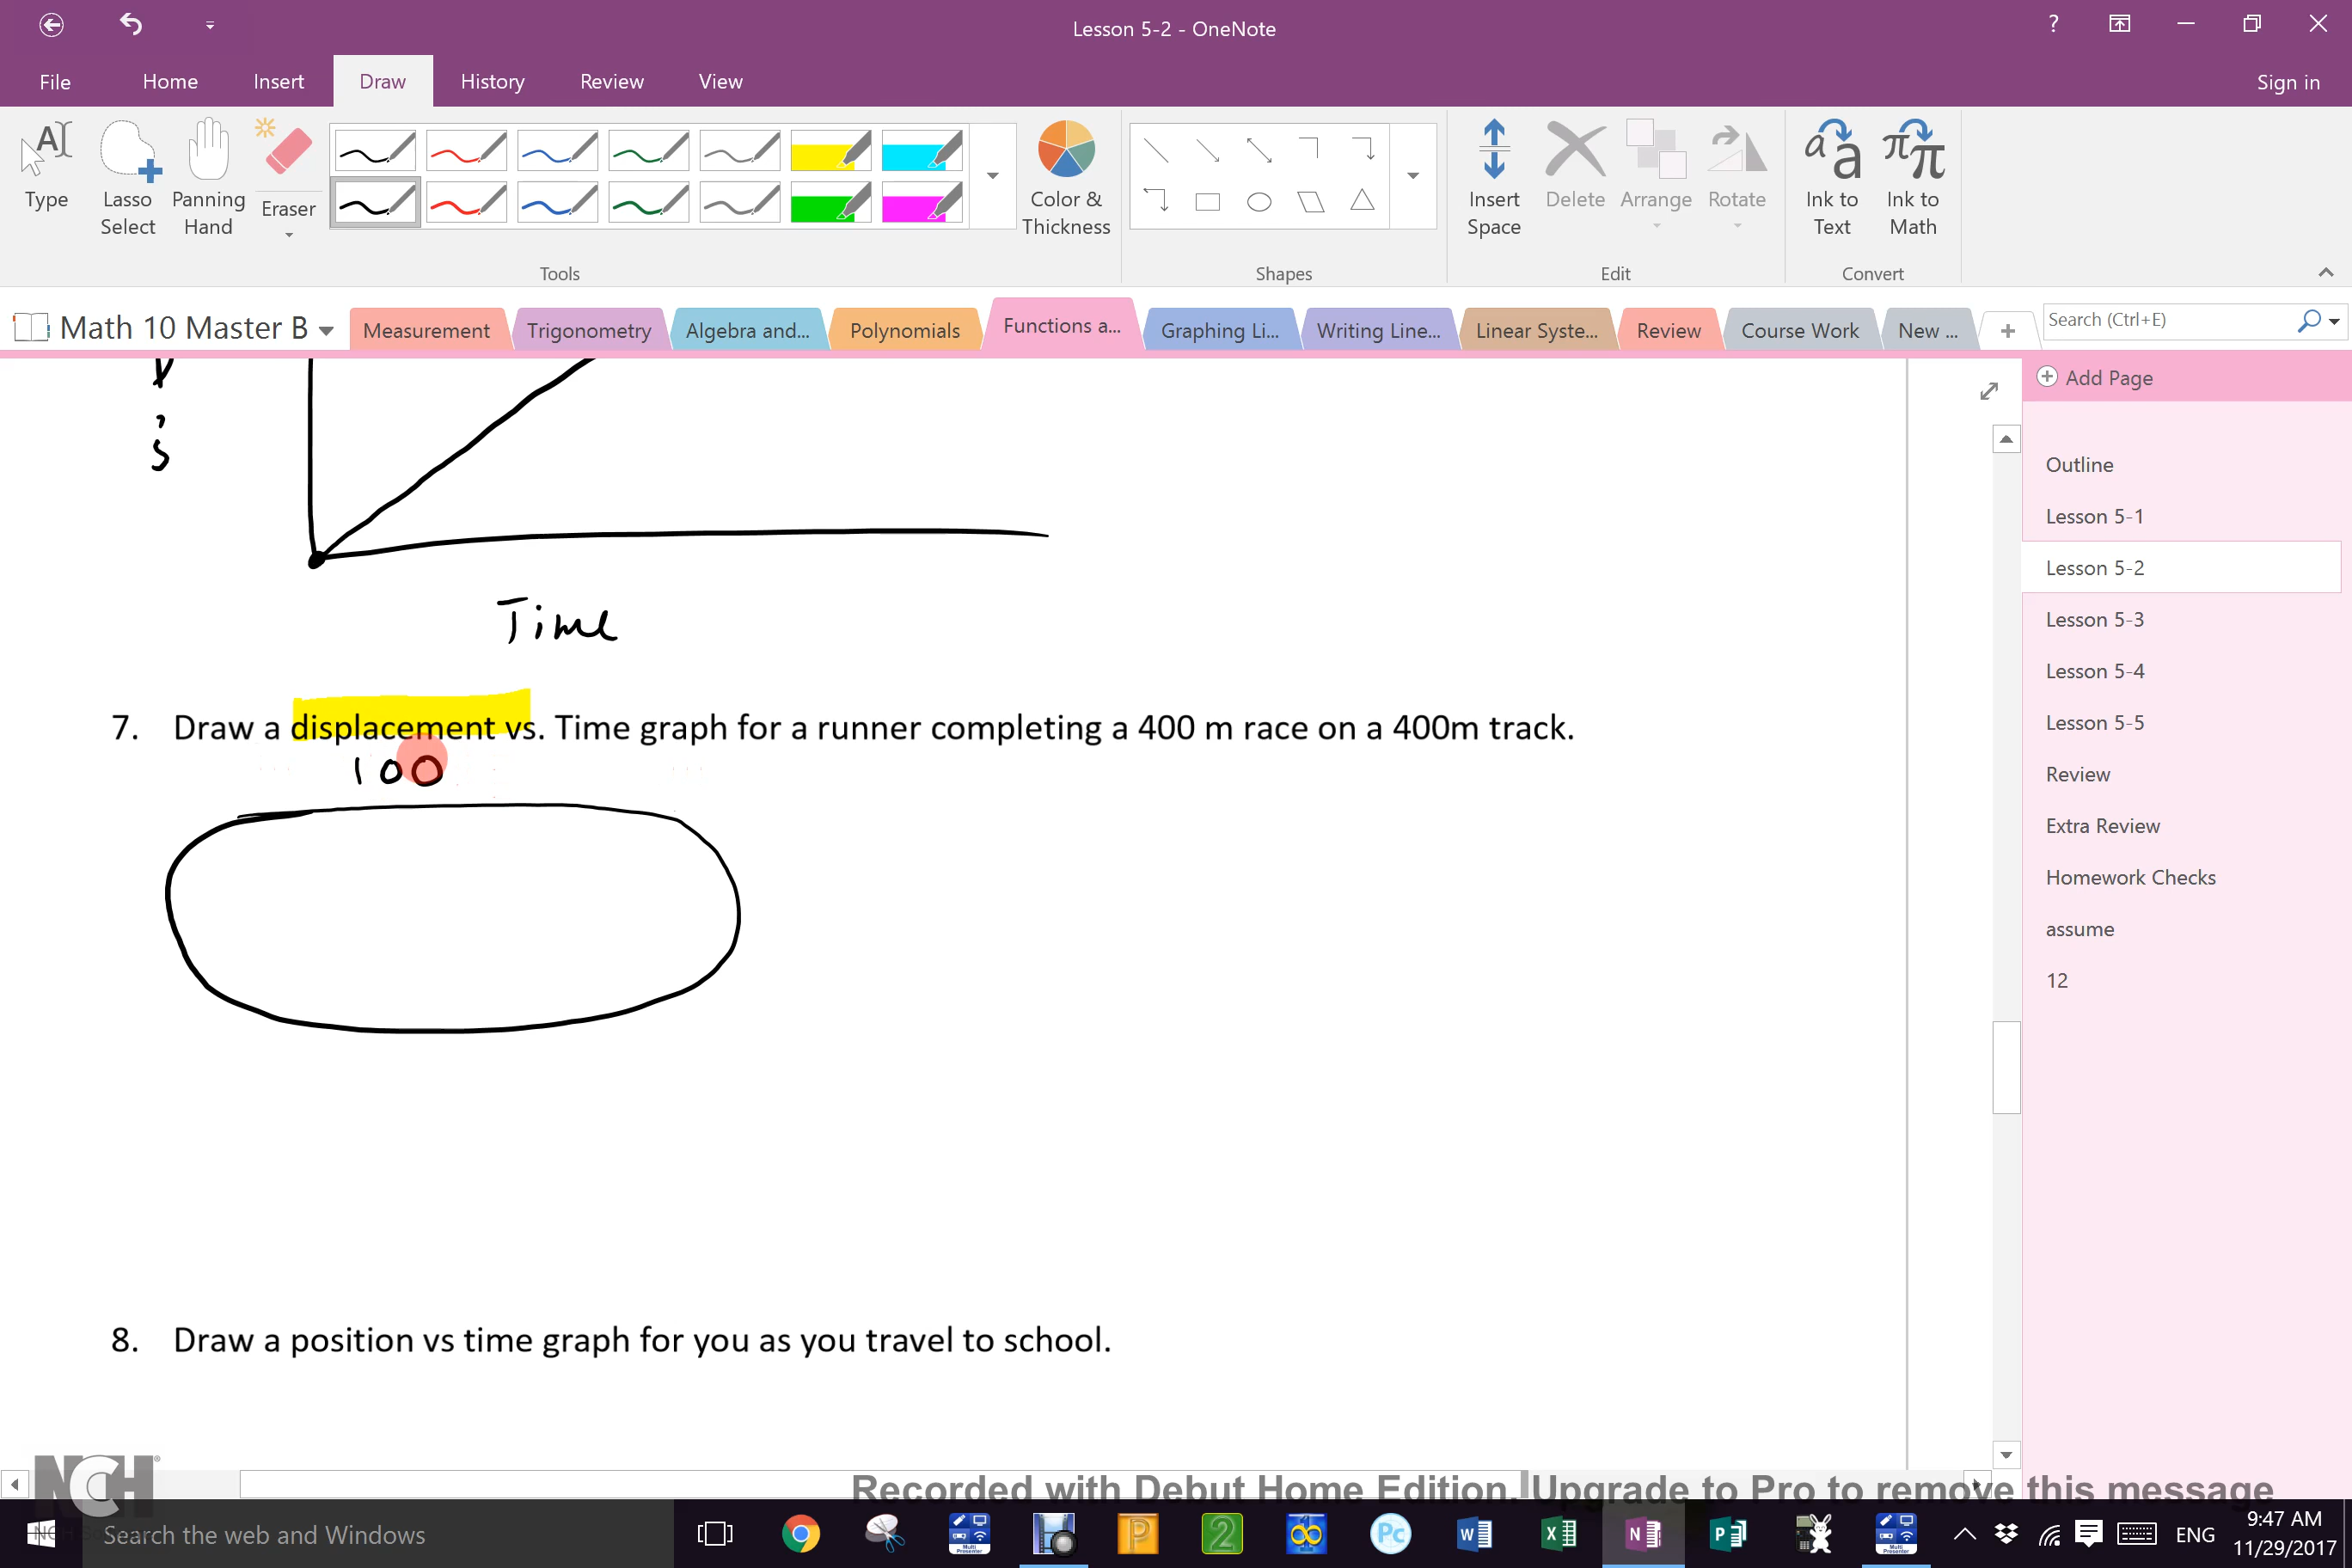 Lesson 5-2 - OneNote
?
File Home Insert Draw History Review View Sign in
Type
Lasso Select
Panning Hand
Eraser
Color & Thickness
Insert Space
Delete
Arrange
Rotate
Ink to Text
Ink to Math
Tools Shapes Edit Convert
Math 10 Master B Measurement Trigonometry Algebra and... Polynomials Functions a... Graphing Li... Writing Line... Linear Syste... Review Course Work New ... + Search (Ctrl+E)
Add Page
Outline
Lesson 5-1
Lesson 5-2
Lesson 5-3
Lesson 5-4
Lesson 5-5
Review
Extra Review
Homework Checks
assume
12
Time
7. Draw a displacement vs. Time graph for a runner completing a 400 m race on a 400m track.
100
8. Draw a position vs time graph for you as you travel to school.
NCH
Recorded with Debut Home Edition. Upgrade to Pro to remove this message
Search the web and Windows
ENG
9:47 AM
11/29/2017